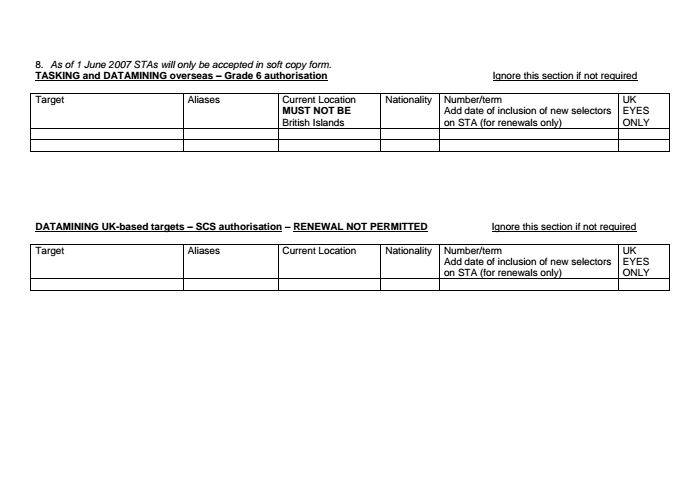 8. As of 1 June 2007 STAs will only be accepted in soft copy form.
TASKING and DATAMINING overseas – Grade 6 authorisation Ignore this section if not required
Target Aliases Current Location Nationality Number/term UK
MUST NOT BE Add date of inclusion of new selectors EYES
British Islands on STA (for renewals only) ONLY
DATAMINING UK-based targets – SCS authorisation – RENEWAL NOT PERMITTED Ignore this section if not required
Target Aliases Current Location Nationality Number/term UK
Add date of inclusion of new selectors EYES
on STA (for renewals only) ONLY